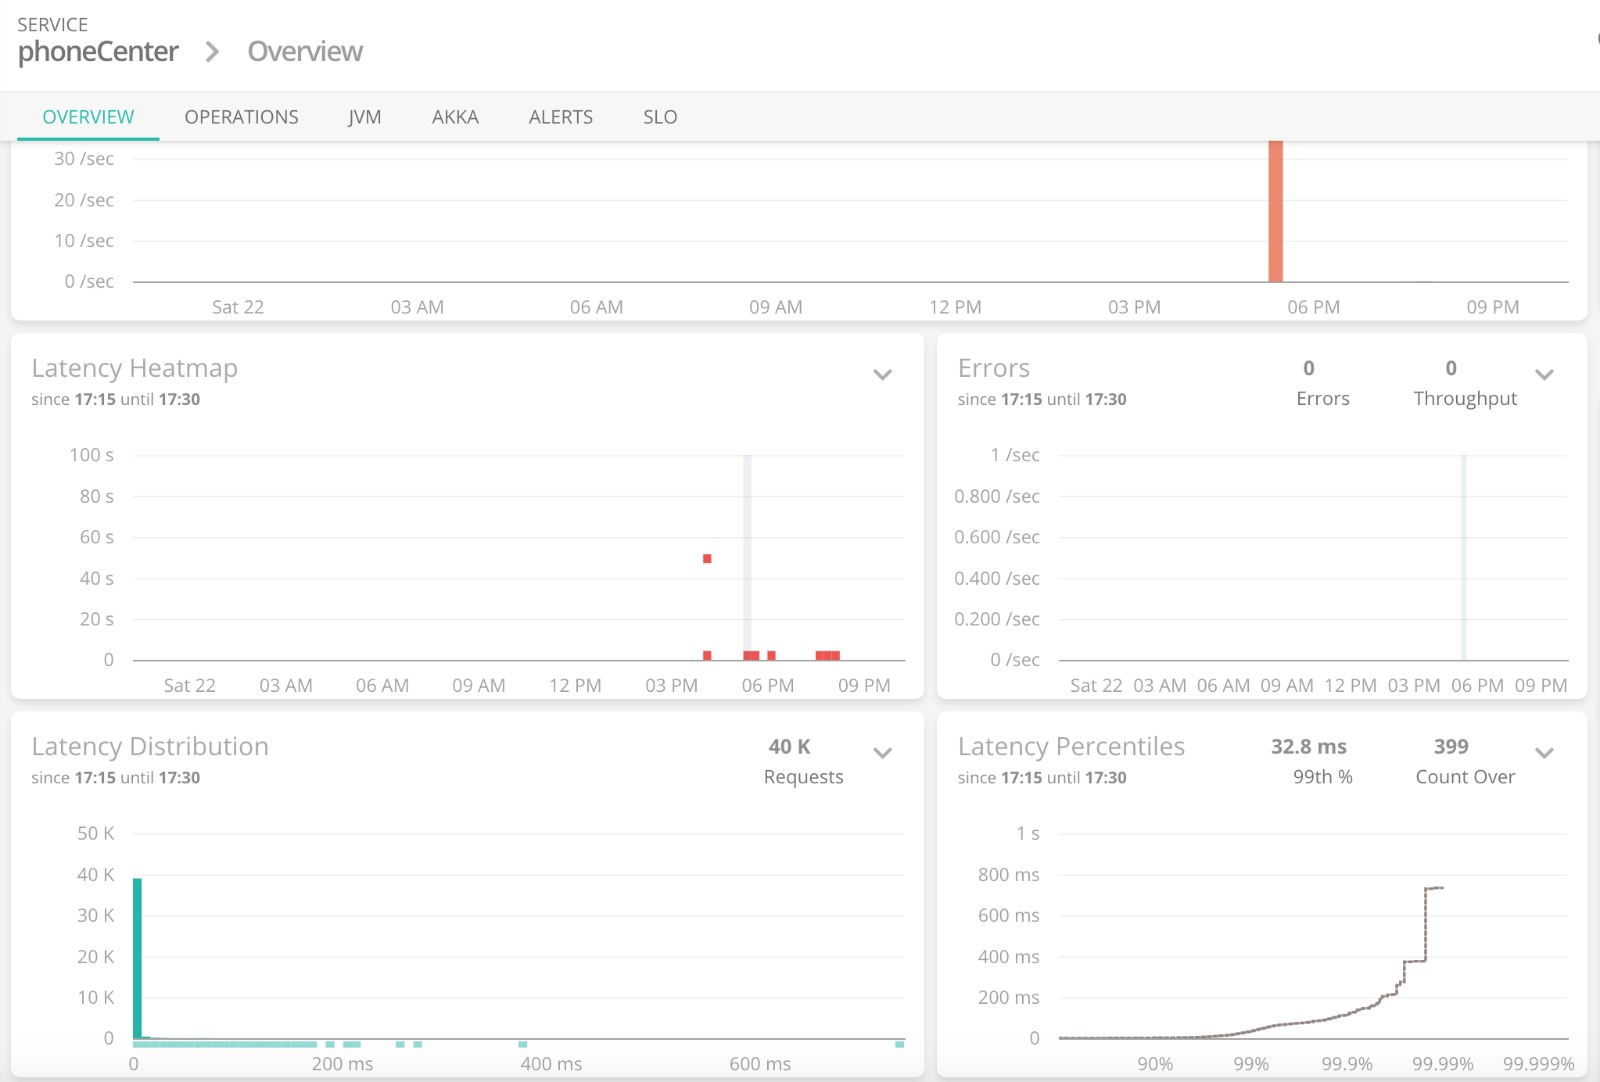 SERVICE
phoneCenter > Overview
OVERVIEW OPERATIONS JVM AKKA ALERTS SLO
30 /sec
20 /sec
10 /sec
0 /sec
Sat 22 03 AM 06 AM 09 AM 12 PM 03 PM 06 PM 09 PM
Latency Heatmap
since 17:15 until 17:30
100 s
80 s
60 s
40 s
20 s
0
Sat 22 03 AM 06 AM 09 AM 12 PM 03 PM 06 PM 09 PM
Errors 0 0
since 17:15 until 17:30 Errors Throughput
1 /sec
0.800 /sec
0.600 /sec
0.400 /sec
0.200 /sec
0 /sec
Sat 22 03 AM 06 AM 09 AM 12 PM 03 PM 06 PM 09 PM
Latency Distribution 40 K
since 17:15 until 17:30 Requests
50 K
40 K
30 K
20 K
10 K
0
0 200 ms 400 ms 600 ms
Latency Percentiles 32.8 ms 399
since 17:15 until 17:30 99th % Count Over
1 s
800 ms
600 ms
400 ms
200 ms
0
90% 99% 99.9% 99.99% 99.999%